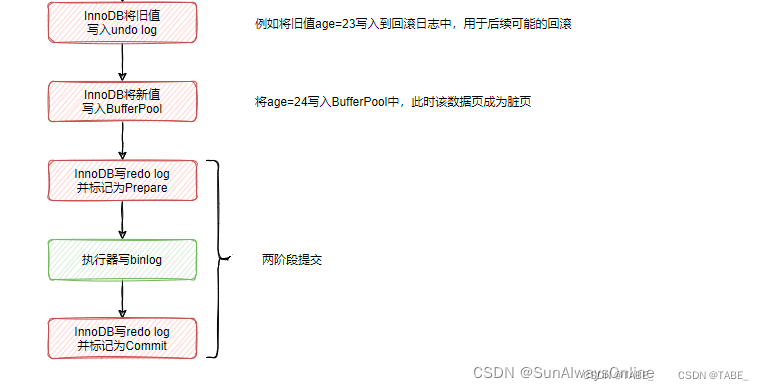 InnoDB将旧值
写入undo log
例如将旧值age=23写入到回滚日志中，用于后续可能的回滚
InnoDB将新值
写入BufferPool
将age=24写入BufferPool中，此时该数据页成为脏页
InnoDB写redo log
并标记为Prepare
执行器写binlog
两阶段提交
InnoDB写redo log
并标记为Commit
CSDN @SunAlwaysOnline
CSDN @TABE_
CSDN @TABE_